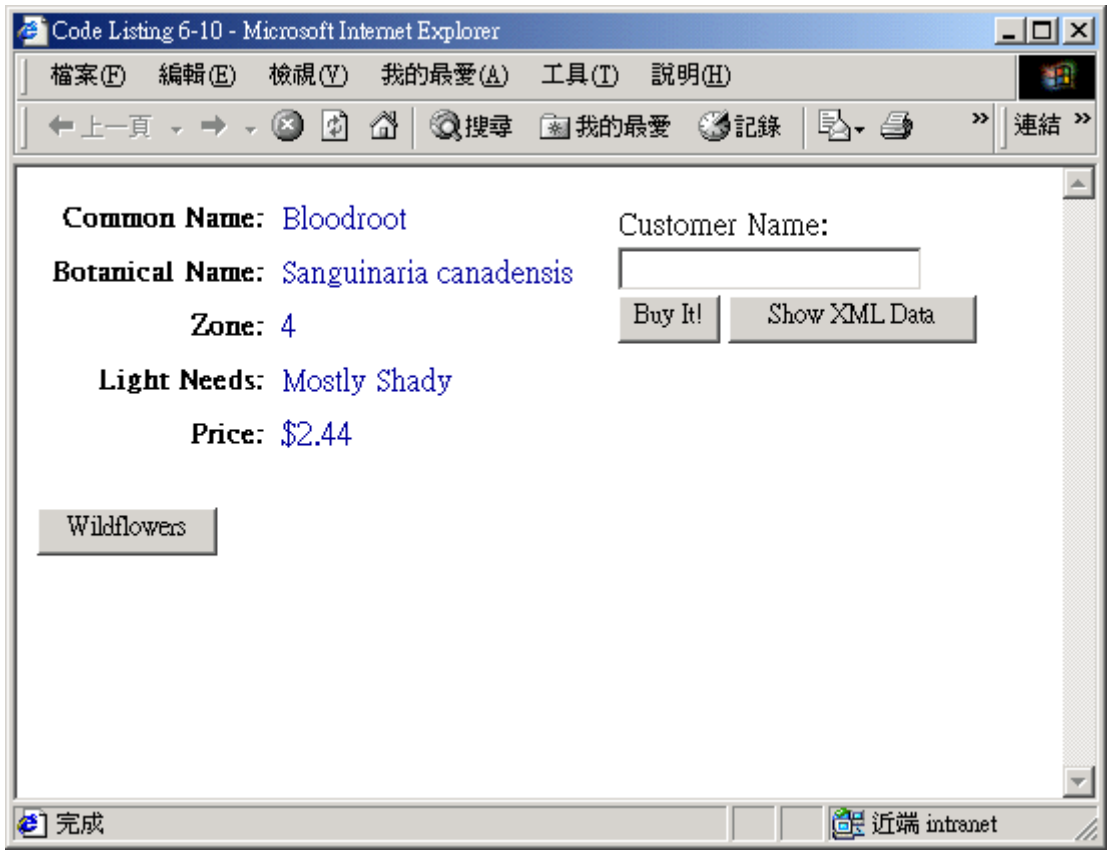 Code Listing 6-10 - Microsoft Internet Explorer
檔案(F) 編輯(E) 檢視(V) 我的最愛(A) 工具(T) 說明(H)
上一頁 搜尋 我的最愛 記錄 » 連結 »
Common Name: Bloodroot
Botanical Name: Sanguinaria canadensis
Zone: 4
Light Needs: Mostly Shady
Price: $2.44
Wildflowers
Customer Name:
Buy It! Show XML Data
完成 近端 intranet